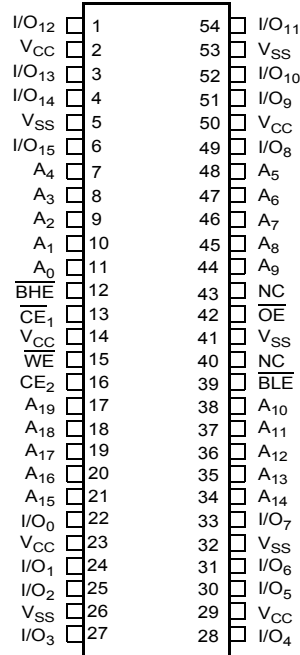 I/O12 1 54 I/O11
VCC 2 53 VSS
I/O13 3 52 I/O10
I/O14 4 51 I/O9
VSS 5 50 VCC
I/O15 6 49 I/O8
A4 7 48 A5
A3 8 47 A6
A2 9 46 A7
A1 10 45 A8
A0 11 44 A9
B̅H̅E̅ 12 43 NC
C̅E̅1 13 42 O̅E̅
VCC 14 41 VSS
W̅E̅ 15 40 NC
CE2 16 39 B̅L̅E̅
A19 17 38 A10
A18 18 37 A11
A17 19 36 A12
A16 20 35 A13
A15 21 34 A14
I/O0 22 33 I/O7
VCC 23 32 VSS
I/O1 24 31 I/O6
I/O2 25 30 I/O5
VSS 26 29 VCC
I/O3 27 28 I/O4